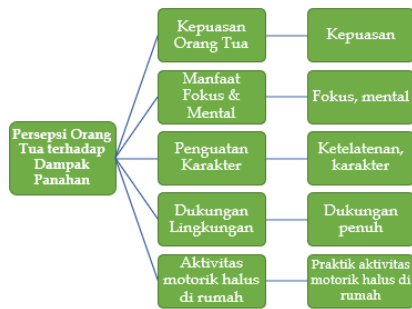 Persepsi Orang
Tua terhadap
Dampak
Panahan
Kepuasan
Orang Tua
Kepuasan
Manfaat
Fokus &
Mental
Fokus, mental
Penguatan
Karakter
Ketelatenan,
karakter
Dukungan
Lingkungan
Dukungan
penuh
Aktivitas
motorik halus
di rumah
Praktik aktivitas
motorik halus di
rumah